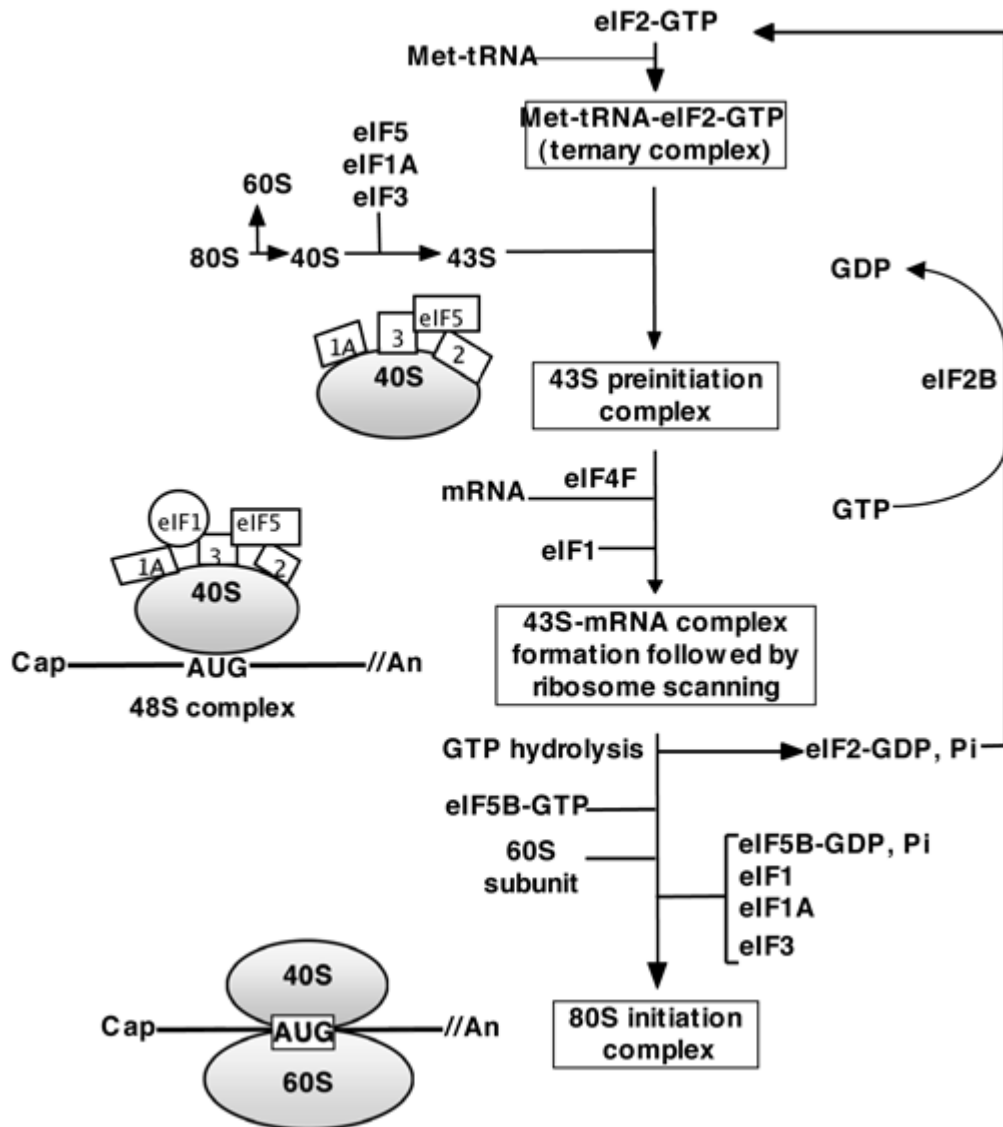 eIF2-GTP
Met-tRNA
Met-tRNA-eIF2-GTP
(ternary complex)
eIF5
eIF1A
eIF3
60S
80S
40S
43S
GDP
eIF5
3
1A
2
40S
43S preinitiation
complex
eIF2B
eIF4F
mRNA
GTP
eIF1
eIF1
eIF5
3
1A
2
40S
43S-mRNA complex
formation followed by
ribosome scanning
Cap
AUG
//An
48S complex
GTP hydrolysis
eIF2-GDP, Pi
eIF5B-GTP
60S
subunit
eIF5B-GDP, Pi
eIF1
eIF1A
eIF3
40S
Cap
AUG
//An
60S
80S initiation
complex